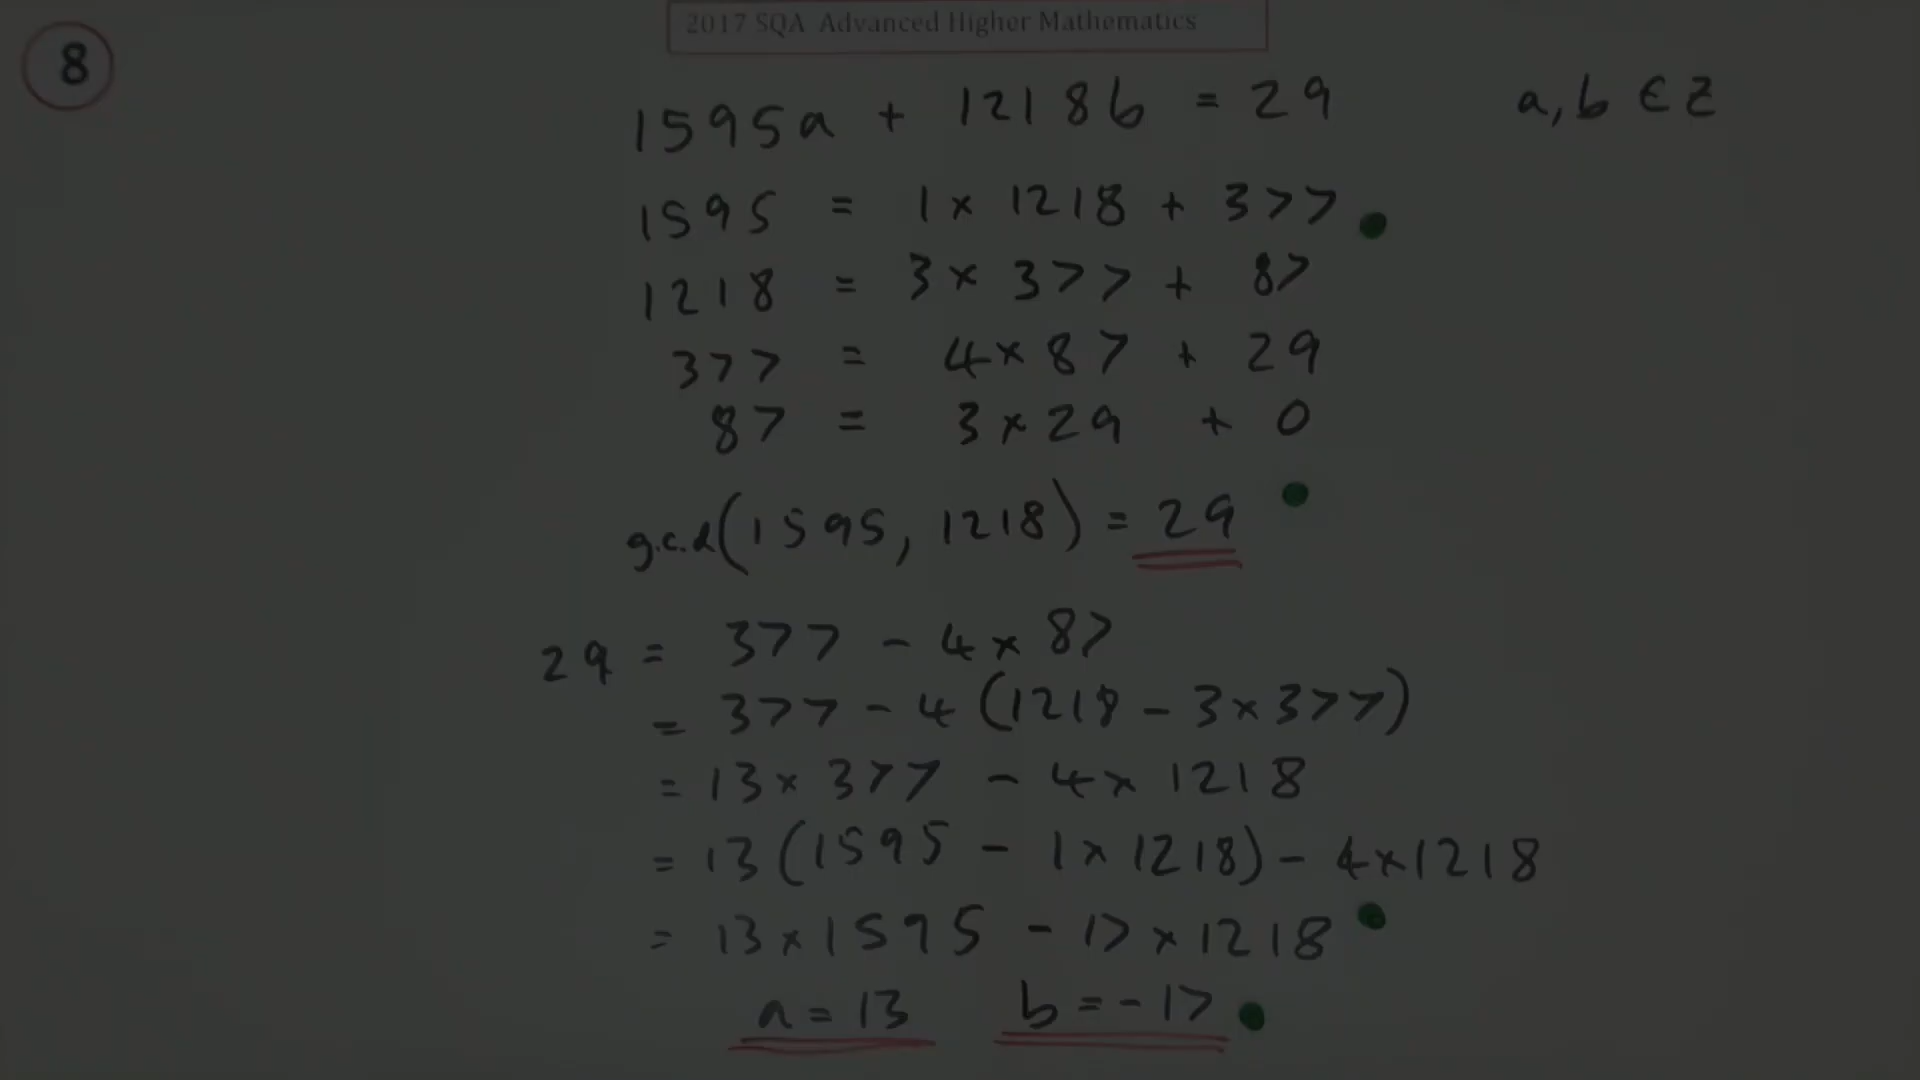 2017 SQA Advanced Higher Mathematics
8
1595a + 1218b = 29 a, b ∈ Z
1595 = 1 × 1218 + 377
1218 = 3 × 377 + 87
377 = 4 × 87 + 29
87 = 3 × 29 + 0
g.c.d (1595, 1218) = 29
29 = 377 - 4 × 87
= 377 - 4 (1218 - 3 × 377)
= 13 × 377 - 4 × 1218
= 13 (1595 - 1 × 1218) - 4 × 1218
= 13 × 1595 - 17 × 1218
a = 13 b = -17